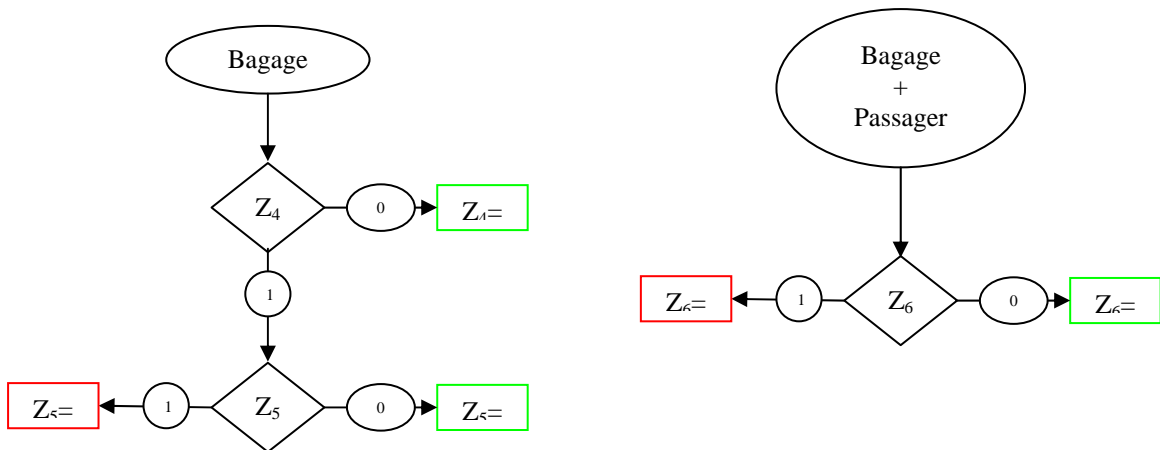 Bagage
Z4
0
Z4=
1
Z5=
1
Z5
0
Z5=
Bagage
+
Passager
Z6=
1
Z6
0
Z6=